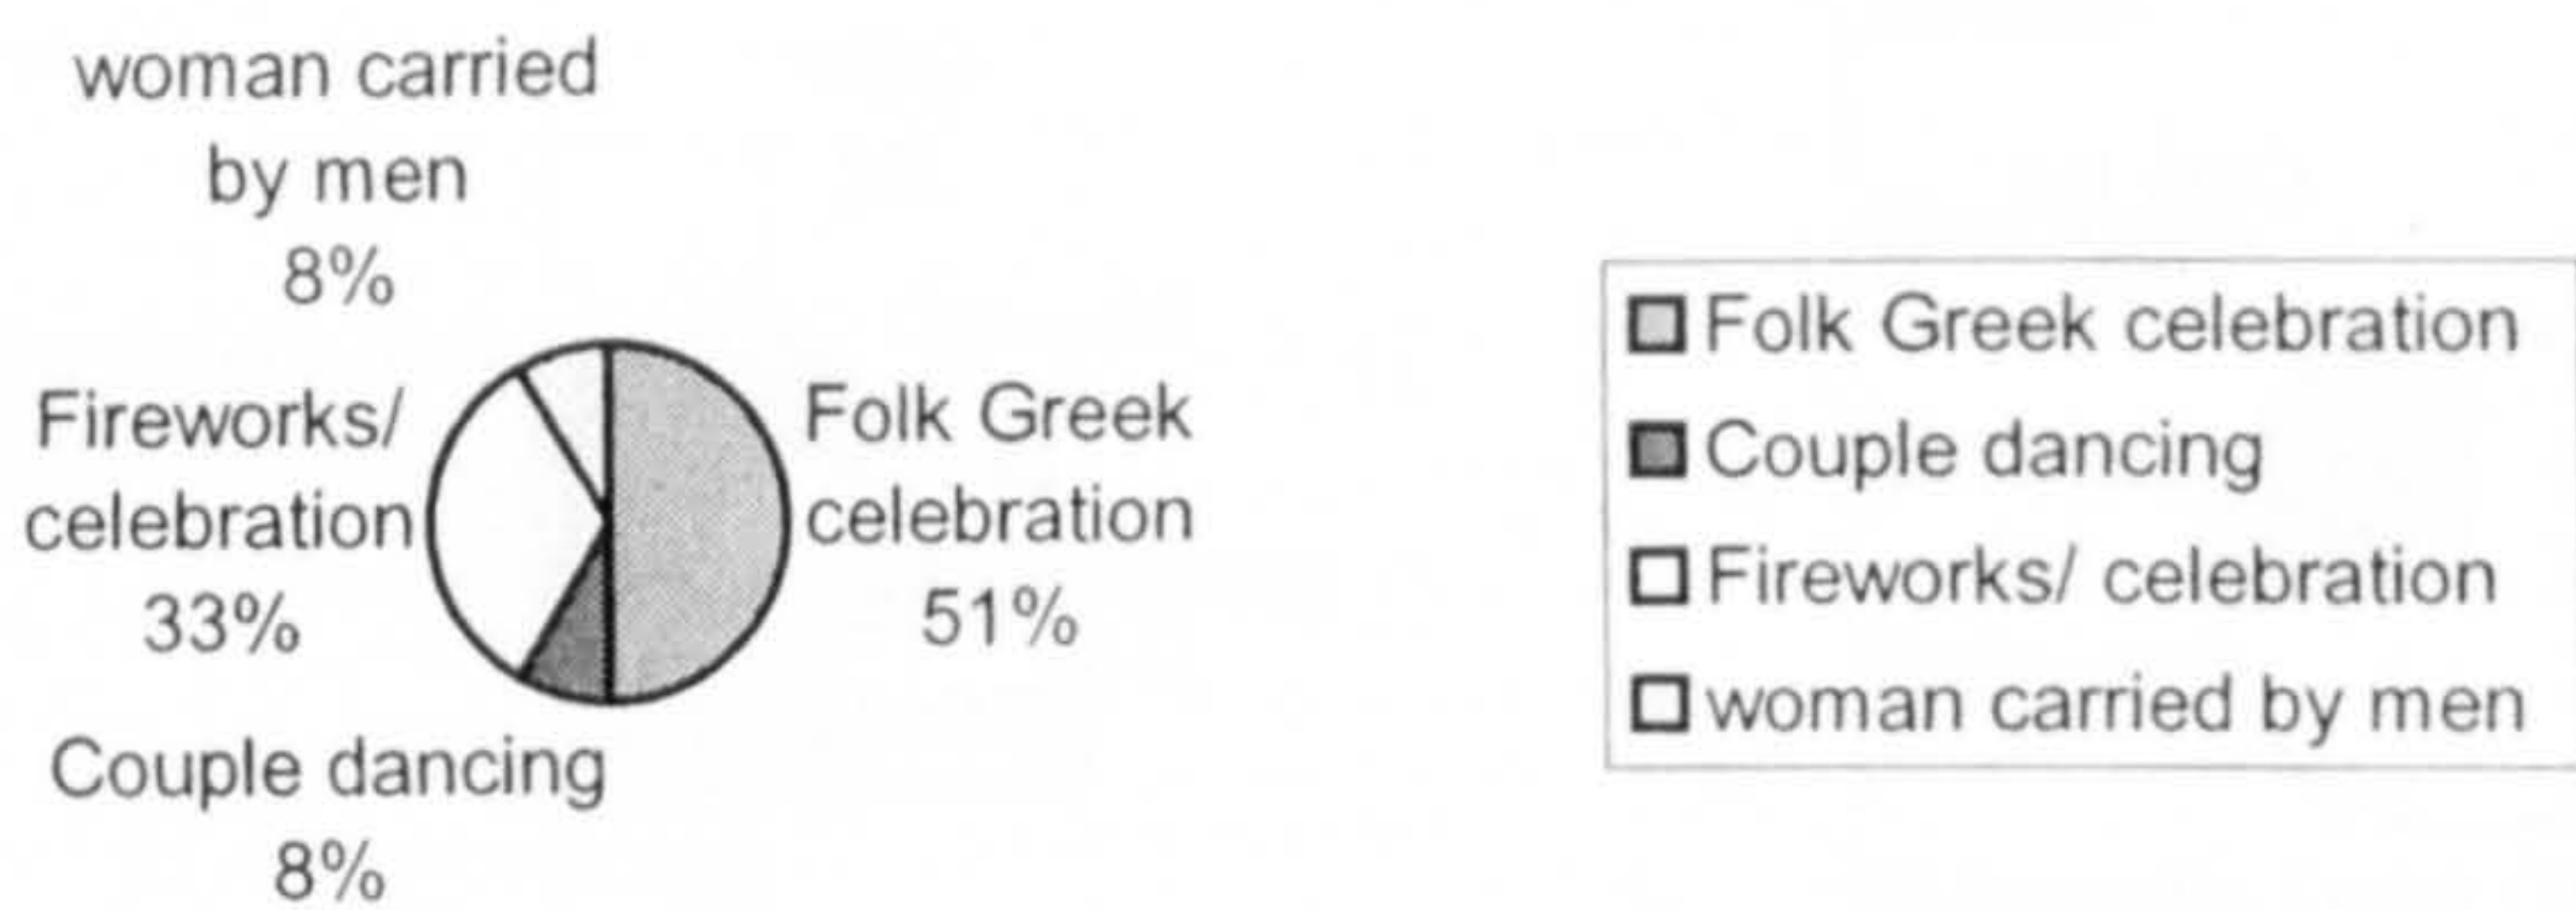 woman carried
by men
8%
Fireworks/
celebration
33%
Folk Greek
celebration
51%
Couple dancing
8%
Folk Greek celebration
Couple dancing
Fireworks/ celebration
woman carried by men